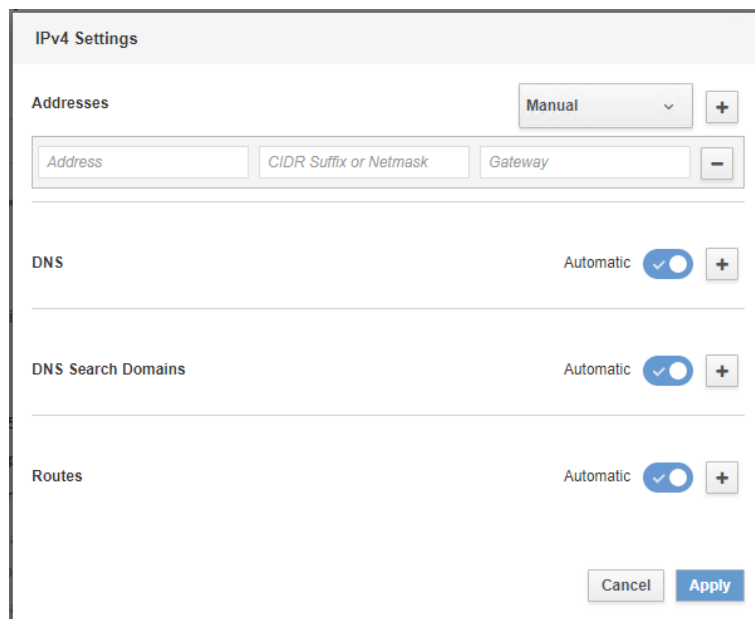 IPv4 Settings
Addresses
Manual
Address
CIDR Suffix or Netmask
Gateway
DNS
Automatic
DNS Search Domains
Automatic
Routes
Automatic
Cancel
Apply